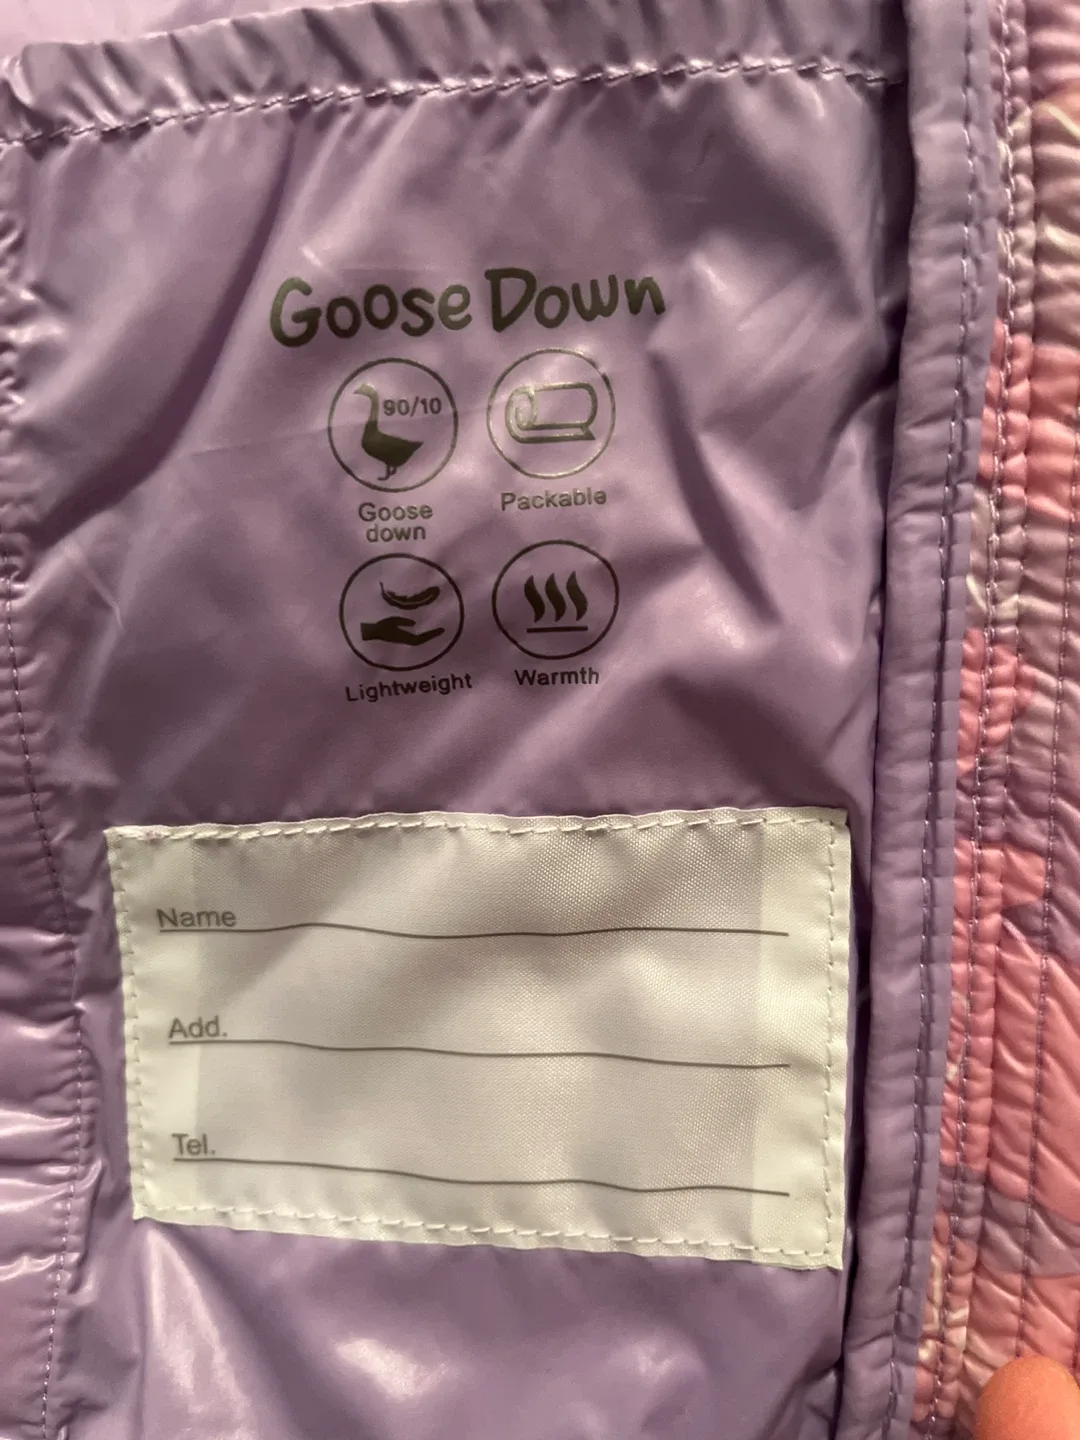 Goose Down
90/10
Goose
down
Packable
Lightweight
Warmth
Name
Add.
Tel.